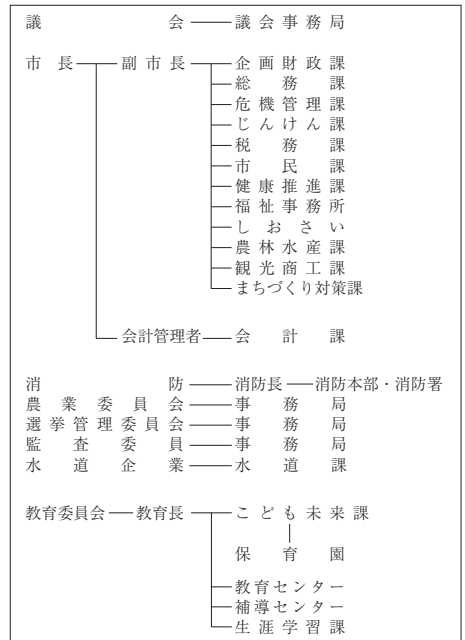 議会 議会事務局
市長 副市長 企画財政課
総務課
危機管理課
じんけん課
税務課
市民課
健康推進課
福祉事務所
しおさい
農林水産課
観光商工課
まちづくり対策課
会計管理者 会計課
消防 消防長 消防本部・消防署
農業委員会 事務局
選挙管理委員会 事務局
監査委員 事務局
水道企業 水道課
教育委員会 教育長 こども未来課
保育園
教育センター
補導センター
生涯学習課